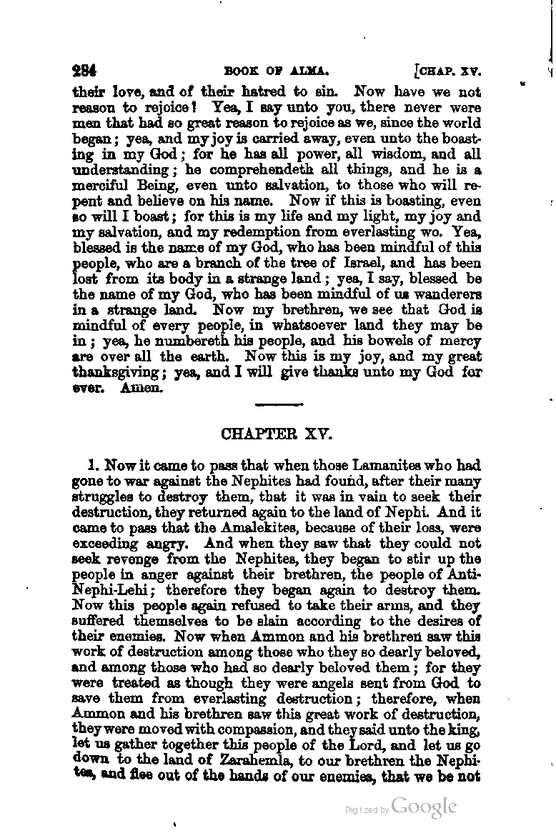 284 BOOK OF ALMA. [CHAP. XV.
their love, and of their hatred to sin. Now have we not
reason to rejoice? Yea, I say unto you, there never were
men that had so great reason to rejoice as we, since the world
began; yea, and my joy is carried away, even unto the boast-
ing in my God; for he has all power, all wisdom, and all
understanding; he comprehendeth all things, and he is a
merciful Being, even unto salvation, to those who will re-
pent and believe on his name. Now if this is boasting, even
so will I boast; for this is my life and my light, my joy and
my salvation, and my redemption from everlasting wo. Yea,
blessed is the name of my God, who has been mindful of this
people, who are a branch of the tree of Israel, and has been
lost from its body in a strange land; yea, I say, blessed be
the name of my God, who has been mindful of us wanderers
in a strange land. Now my brethren, we see that God is
mindful of every people, in whatsoever land they may be
in; yea, he numbereth his people, and his bowels of mercy
are over all the earth. Now this is my joy, and my great
thanksgiving; yea, and I will give thanks unto my God for
ever. Amen.
CHAPTER XV.
1. Now it came to pass that when those Lamanites who had
gone to war against the Nephites had found, after their many
struggles to destroy them, that it was in vain to seek their
destruction, they returned again to the land of Nephi. And it
came to pass that the Amalekites, because of their loss, were
exceeding angry. And when they saw that they could not
seek revenge from the Nephites, they began to stir up the
people in anger against their brethren, the people of Anti-
Nephi-Lehi; therefore they began again to destroy them.
Now this people again refused to take their arms, and they
suffered themselves to be slain according to the desires of
their enemies. Now when Ammon and his brethren saw this
work of destruction among those who they so dearly beloved,
and among those who had so dearly beloved them; for they
were treated as though they were angels sent from God to
save them from everlasting destruction; therefore, when
Ammon and his brethren saw this great work of destruction,
they were moved with compassion, and they said unto the king,
let us gather together this people of the Lord, and let us go
down to the land of Zarahemla, to our brethren the Nephi-
tes, and flee out of the hands of our enemies, that we be not
Digitized by Google